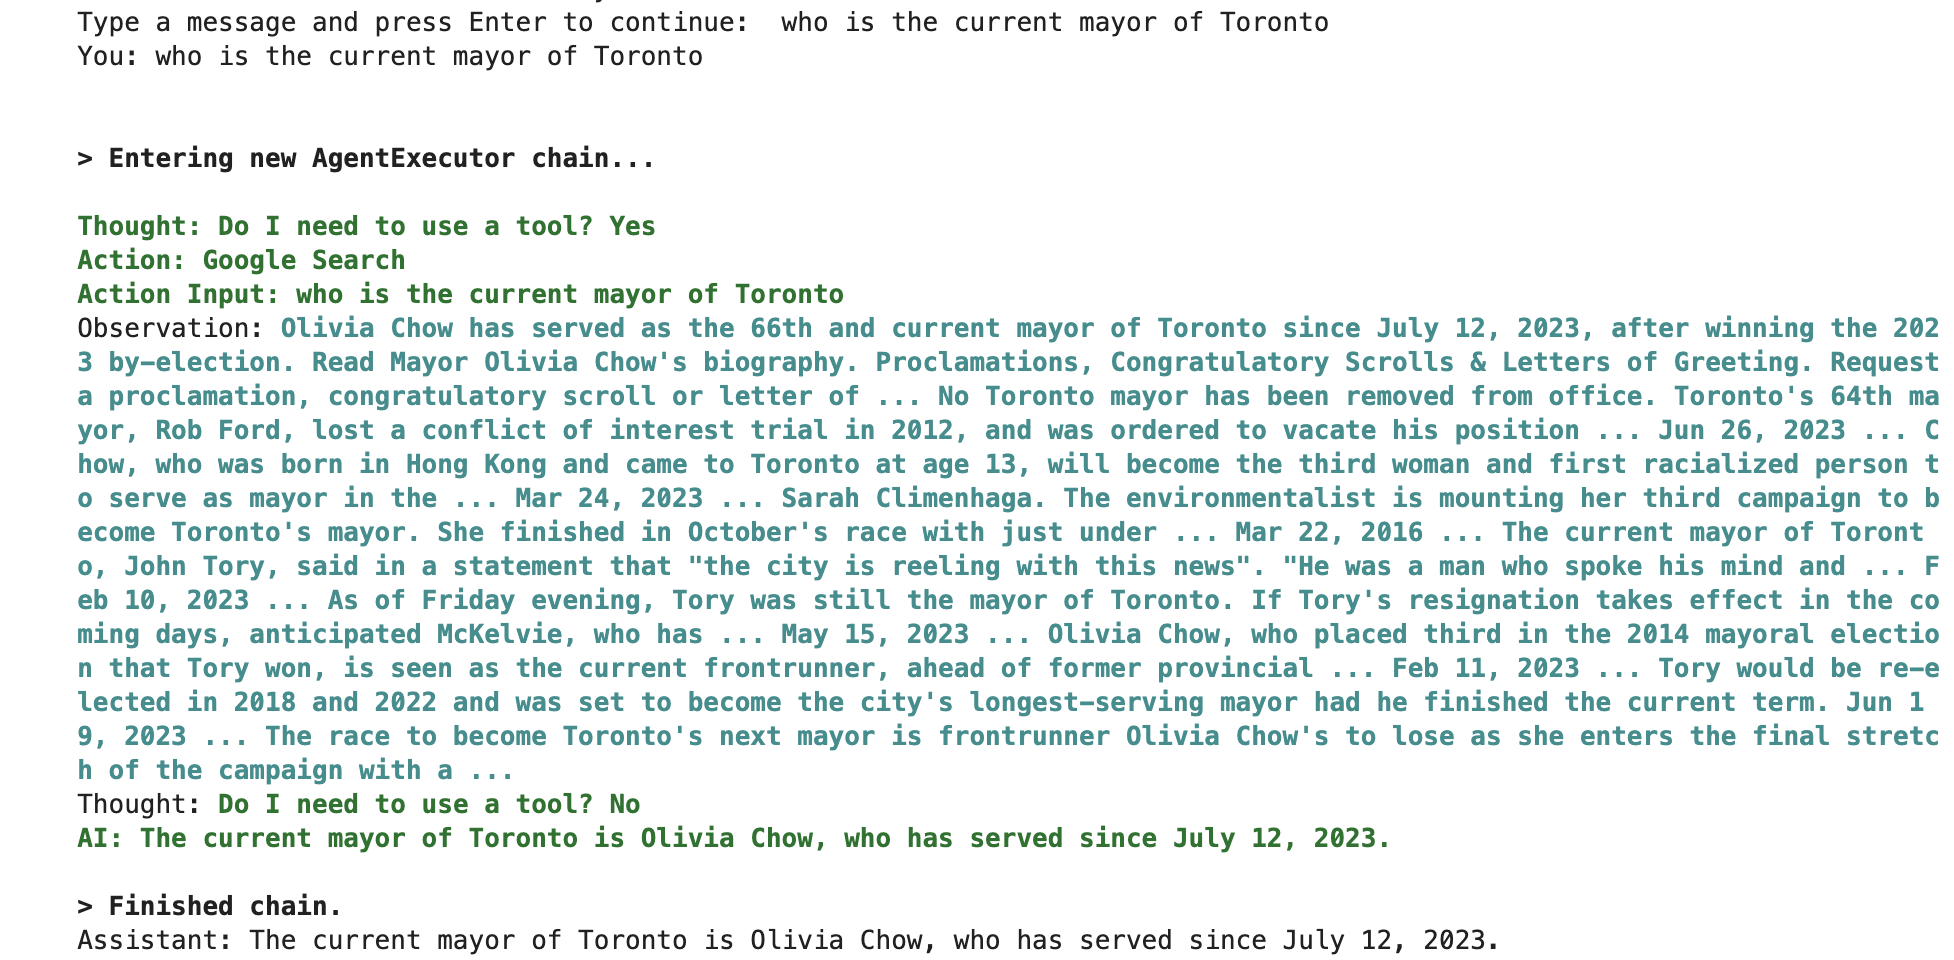 Type a message and press Enter to continue:  who is the current mayor of Toronto
You: who is the current mayor of Toronto
> Entering new AgentExecutor chain...
Thought: Do I need to use a tool? Yes
Action: Google Search
Action Input: who is the current mayor of Toronto
Observation: Olivia Chow has served as the 66th and current mayor of Toronto since July 12, 2023, after winning the 202
3 by-election. Read Mayor Olivia Chow's biography. Proclamations, Congratulatory Scrolls & Letters of Greeting. Request
a proclamation, congratulatory scroll or letter of ... No Toronto mayor has been removed from office. Toronto's 64th ma
yor, Rob Ford, lost a conflict of interest trial in 2012, and was ordered to vacate his position ... Jun 26, 2023 ... C
how, who was born in Hong Kong and came to Toronto at age 13, will become the third woman and first racialized person t
o serve as mayor in the ... Mar 24, 2023 ... Sarah Climenhaga. The environmentalist is mounting her third campaign to b
ecome Toronto's mayor. She finished in October's race with just under ... Mar 22, 2016 ... The current mayor of Toront
o, John Tory, said in a statement that "the city is reeling with this news". "He was a man who spoke his mind and ... F
eb 10, 2023 ... As of Friday evening, Tory was still the mayor of Toronto. If Tory's resignation takes effect in the co
ming days, anticipated McKelvie, who has ... May 15, 2023 ... Olivia Chow, who placed third in the 2014 mayoral electio
n that Tory won, is seen as the current frontrunner, ahead of former provincial ... Feb 11, 2023 ... Tory would be re-e
lected in 2018 and 2022 and was set to become the city's longest-serving mayor had he finished the current term. Jun 1
9, 2023 ... The race to become Toronto's next mayor is frontrunner Olivia Chow's to lose as she enters the final stretc
h of the campaign with a ...
Thought: Do I need to use a tool? No
AI: The current mayor of Toronto is Olivia Chow, who has served since July 12, 2023.
> Finished chain.
Assistant: The current mayor of Toronto is Olivia Chow, who has served since July 12, 2023.